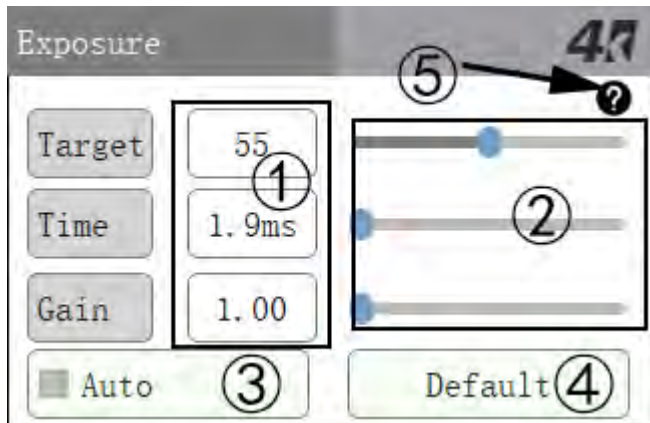 Exposure 4K
⑤
?
Target 55
①
Time 1.9ms ②
Gain 1.00
Auto ③ Default ④